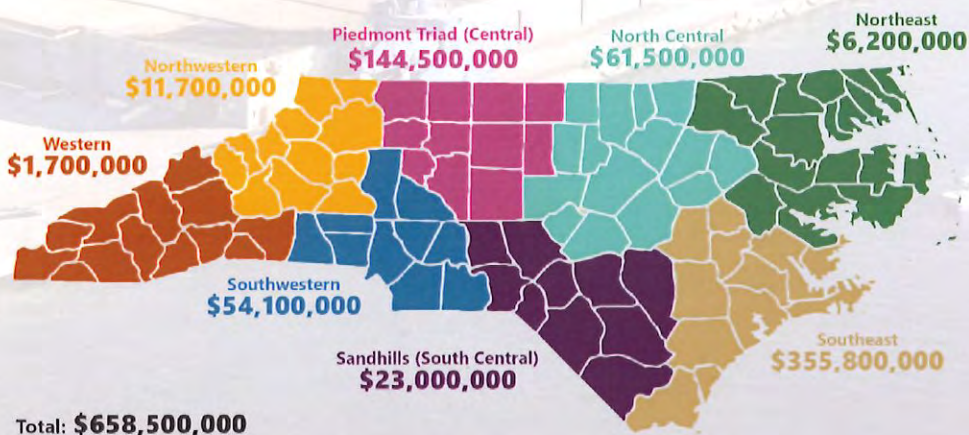 Northeast
$6,200,000
Piedmont Triad (Central)
$144,500,000
North Central
$61,500,000
Northwestern
$11,700,000
Western
$1,700,000
Southwestern
$54,100,000
Southeast
$355,800,000
Sandhills (South Central)
$23,000,000
Total: $658,500,000